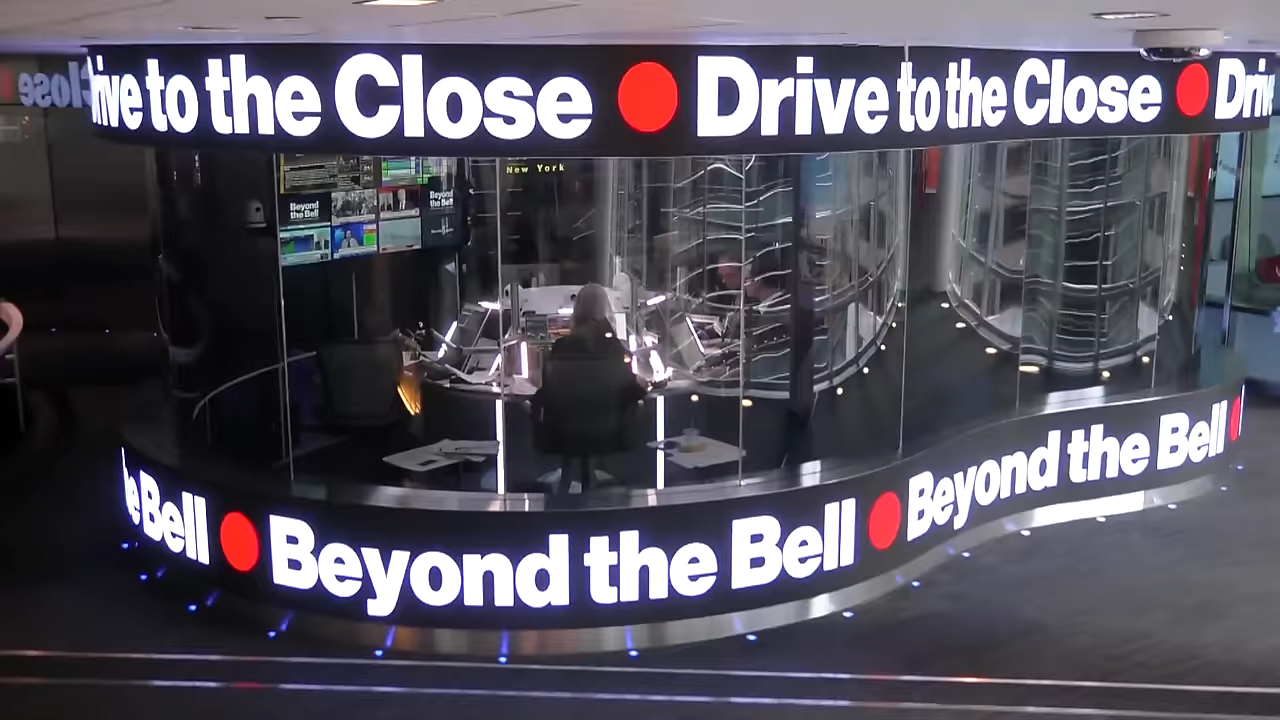 Close
ive to the Close ● Drive to the Close ● Driv
New York
Beyond
the Bell
Beyond
the Bell
e Bell ● Beyond the Bell ● Beyond the Bell